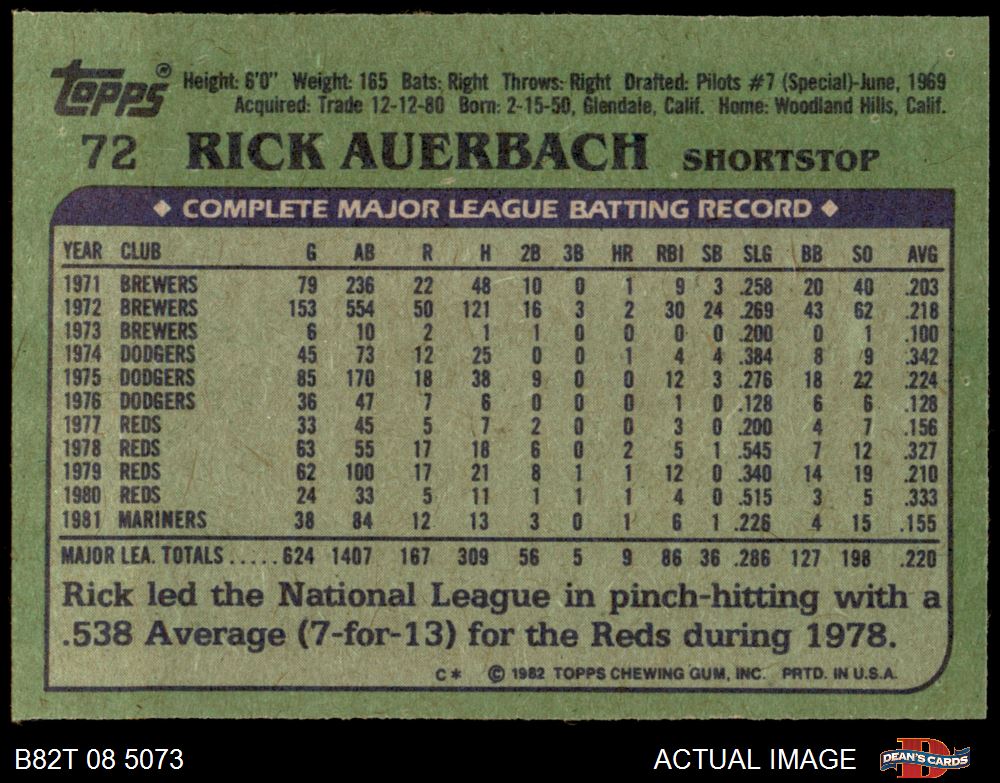 Topps® Height: 6'0" Weight: 165 Bats: Right Throws: Right Drafted: Pilots #7 (Special)-June, 1969
Acquired: Trade 12-12-80 Born: 2-15-50, Glendale, Calif. Home: Woodland Hills, Calif.
72 RICK AUERBACH SHORTSTOP
◆ COMPLETE MAJOR LEAGUE BATTING RECORD ◆
YEAR CLUB G AB R H 2B 3B HR RBI SB SLG BB SO AVG
1971 BREWERS 79 236 22 48 10 0 1 9 3 .258 20 40 .203
1972 BREWERS 153 554 50 121 16 3 2 30 24 .269 43 62 .218
1973 BREWERS 6 10 2 1 1 0 0 0 0 .200 0 1 .100
1974 DODGERS 45 73 12 25 0 0 1 4 4 .384 8 9 .342
1975 DODGERS 85 170 18 38 9 0 0 12 3 .276 18 22 .224
1976 DODGERS 36 47 7 6 0 0 0 1 0 .128 6 6 .128
1977 REDS 33 45 5 7 2 0 0 3 0 .200 4 7 .156
1978 REDS 63 55 17 18 6 0 2 5 1 .545 7 12 .327
1979 REDS 62 100 17 21 8 1 1 12 0 .340 14 19 .210
1980 REDS 24 33 5 11 1 1 1 4 0 .515 3 5 .333
1981 MARINERS 38 84 12 13 3 0 1 6 1 .226 4 15 .155
MAJOR LEA. TOTALS.....624 1407 167 309 56 5 9 86 36 .286 127 198 .220
Rick led the National League in pinch-hitting with a
.538 Average (7-for-13) for the Reds during 1978.
C* © 1982 TOPPS CHEWING GUM, INC. PRTD. IN U.S.A.
B82T 08 5073 ACTUAL IMAGE DEAN'S CARDS